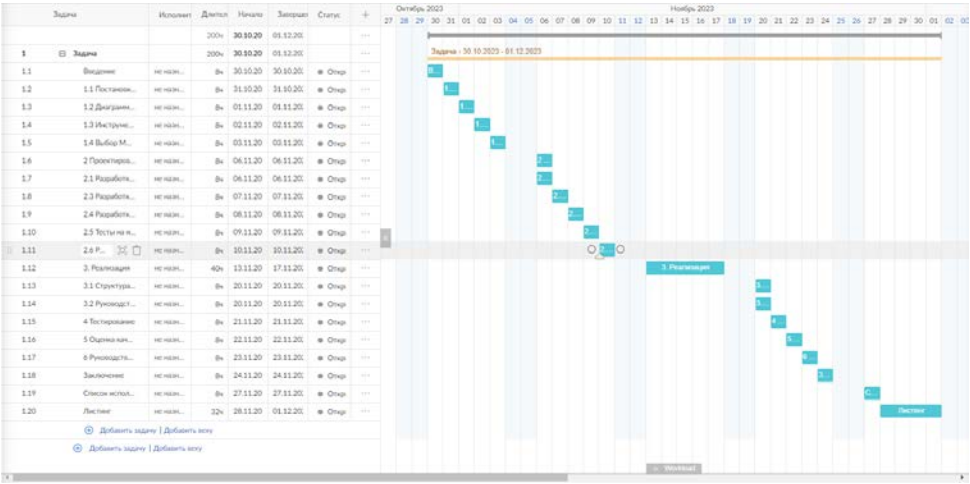 Октябрь 2023 Ноябрь 2023
Задача Исполнит Длител Начало Заверше Статус +
27 28 29 30 31 01 02 03 04 05 06 07 08 09 10 11 12 13 14 15 16 17 18 19 20 21 22 23 24 25 26 27 28 29 30 01 02 03
200ч 30.10.20 01.12.20;
1 Задача 200ч 30.10.20 01.12.20; Задача - 30.10.2023 - 01.12.2023
1.1 Введение не назн... 8ч 30.10.20 30.10.20; Откр ... В...
1.2 1.1 Постановк... не назн... 8ч 31.10.20 31.10.20; Откр ... 1...
1.3 1.2 Диаграмм... не назн... 8ч 01.11.20 01.11.20; Откр ... 1...
1.4 1.3 Инструме... не назн... 8ч 02.11.20 02.11.20; Откр ... 1...
1.5 1.4 Выбор М... не назн... 8ч 03.11.20 03.11.20; Откр ... 1...
1.6 2 Проектиров... не назн... 8ч 06.11.20 06.11.20; Откр ... 2...
1.7 2.1 Разработк... не назн... 8ч 06.11.20 06.11.20; Откр ... 2...
1.8 2.3 Разработк... не назн... 8ч 07.11.20 07.11.20; Откр ... 2...
1.9 2.4 Разработк... не назн... 8ч 08.11.20 08.11.20; Откр ... 2...
1.10 2.5 Тесты на н... не назн... 8ч 09.11.20 09.11.20; Откр ... 2...
1.11 2.6 Р... не назн... 8ч 10.11.20 10.11.20; Откр ... 2...
1.12 3. Реализация не назн... 40ч 13.11.20 17.11.20; Откр ... 3. Реализация
1.13 3.1 Структура... не назн... 8ч 20.11.20 20.11.20; Откр ... 3...
1.14 3.2 Руководст... не назн... 8ч 20.11.20 20.11.20; Откр ... 3...
1.15 4 Тестирование не назн... 8ч 21.11.20 21.11.20; Откр ... 4...
1.16 5 Оценка кач... не назн... 8ч 22.11.20 22.11.20; Откр ... 5...
1.17 6 Руководств... не назн... 8ч 23.11.20 23.11.20; Откр ... 6...
1.18 Заключение не назн... 8ч 24.11.20 24.11.20; Откр ... З...
1.19 Список испол... не назн... 8ч 27.11.20 27.11.20; Откр ... С...
1.20 Листинг не назн... 32ч 28.11.20 01.12.20; Откр ... Листинг
Добавить задачу | Добавить веху
Добавить задачу | Добавить веху
Workload